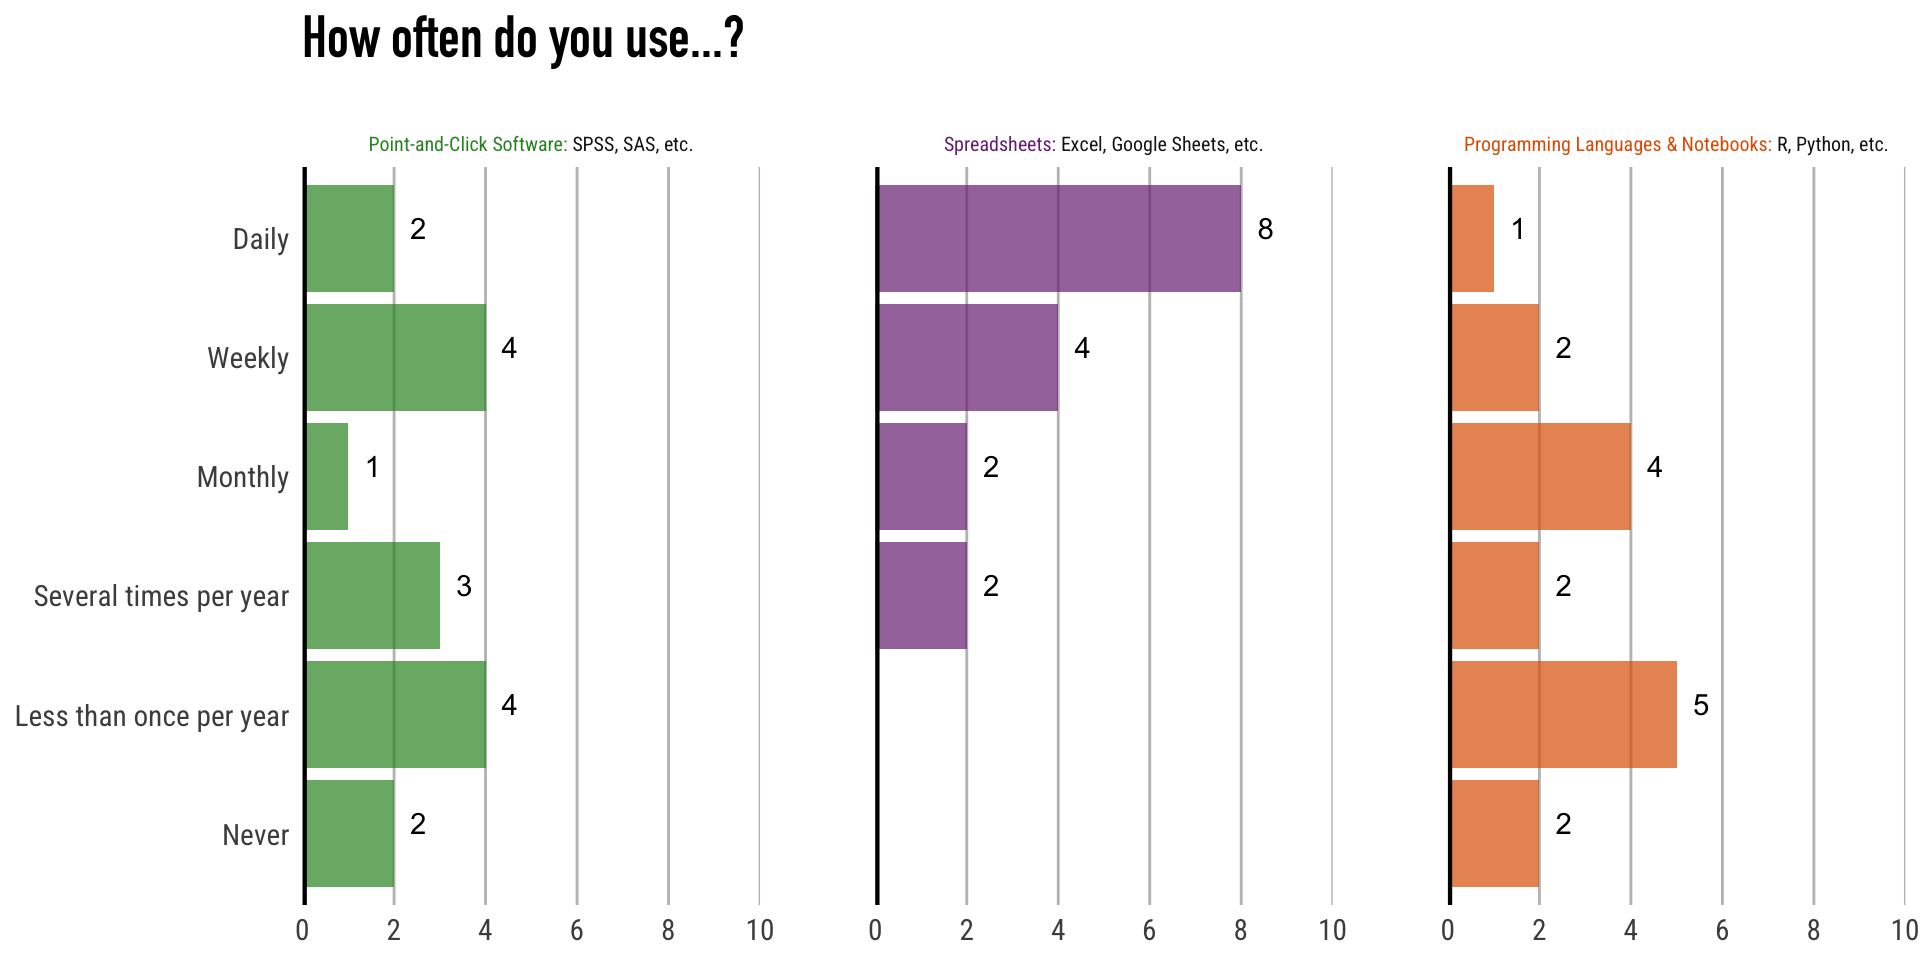 How often do you use...?
Point-and-Click Software: SPSS, SAS, etc.
Spreadsheets: Excel, Google Sheets, etc.
Programming Languages & Notebooks: R, Python, etc.
Daily 2 8 1
Weekly 4 4 2
Monthly 1 2 4
Several times per year 3 2 2
Less than once per year 4 5
Never 2 2
0 2 4 6 8 10 0 2 4 6 8 10 0 2 4 6 8 10